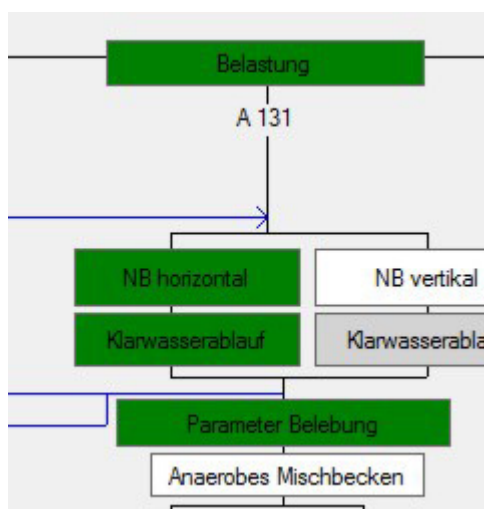 Belastung
A 131
NB horizontal
NB vertikal
Klarwasserablauf
Klarwasserabla
Parameter Belebung
Anaerobes Mischbecken